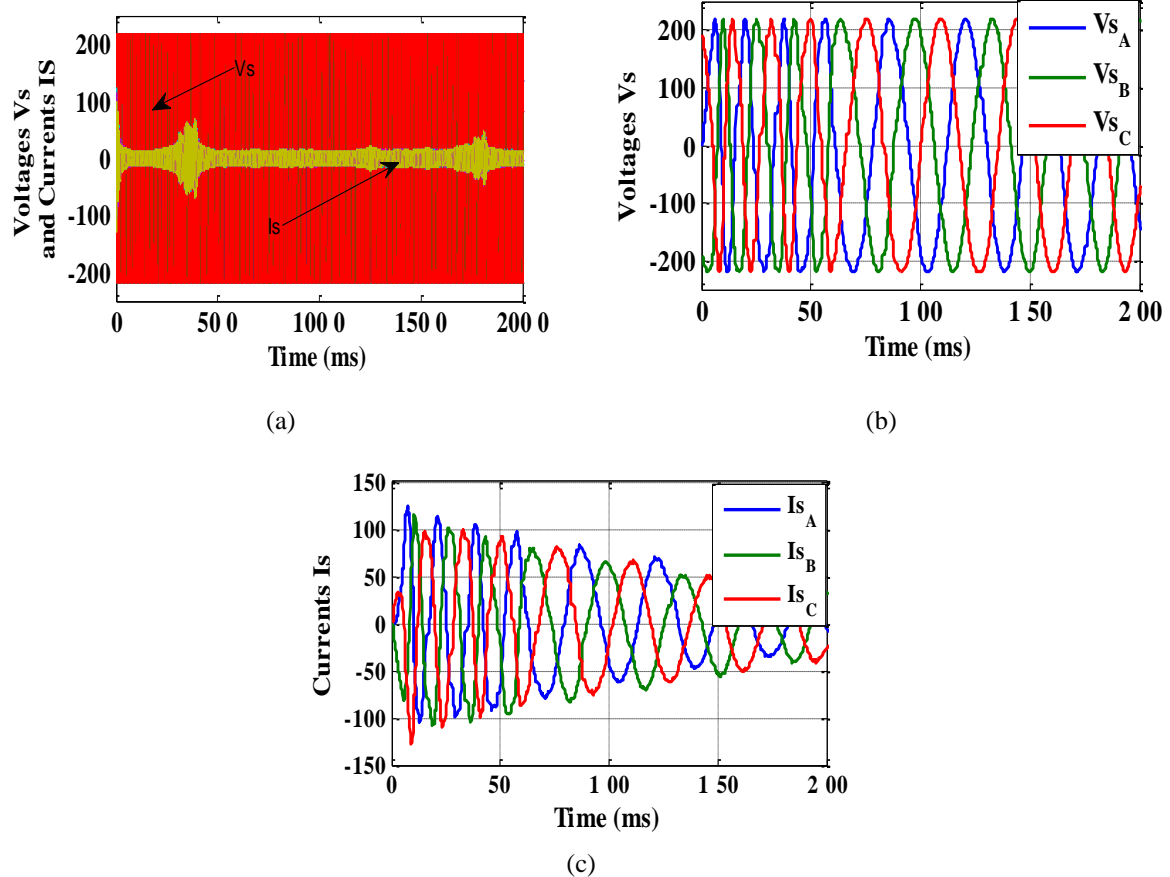 Voltages Vs
and Currents IS
200
100
0
-100
-200
Vs
Is
0 50 0 100 0 150 0 200 0
Time (ms)
(a)
Voltages Vs
200
100
0
-100
-200
VsA
VsB
VsC
0 50 1 00 1 50 2 00
Time (ms)
(b)
Currents Is
150
100
50
0
-50
-100
-150
IsA
IsB
IsC
0 50 1 00 1 50 2 00
Time (ms)
(c)